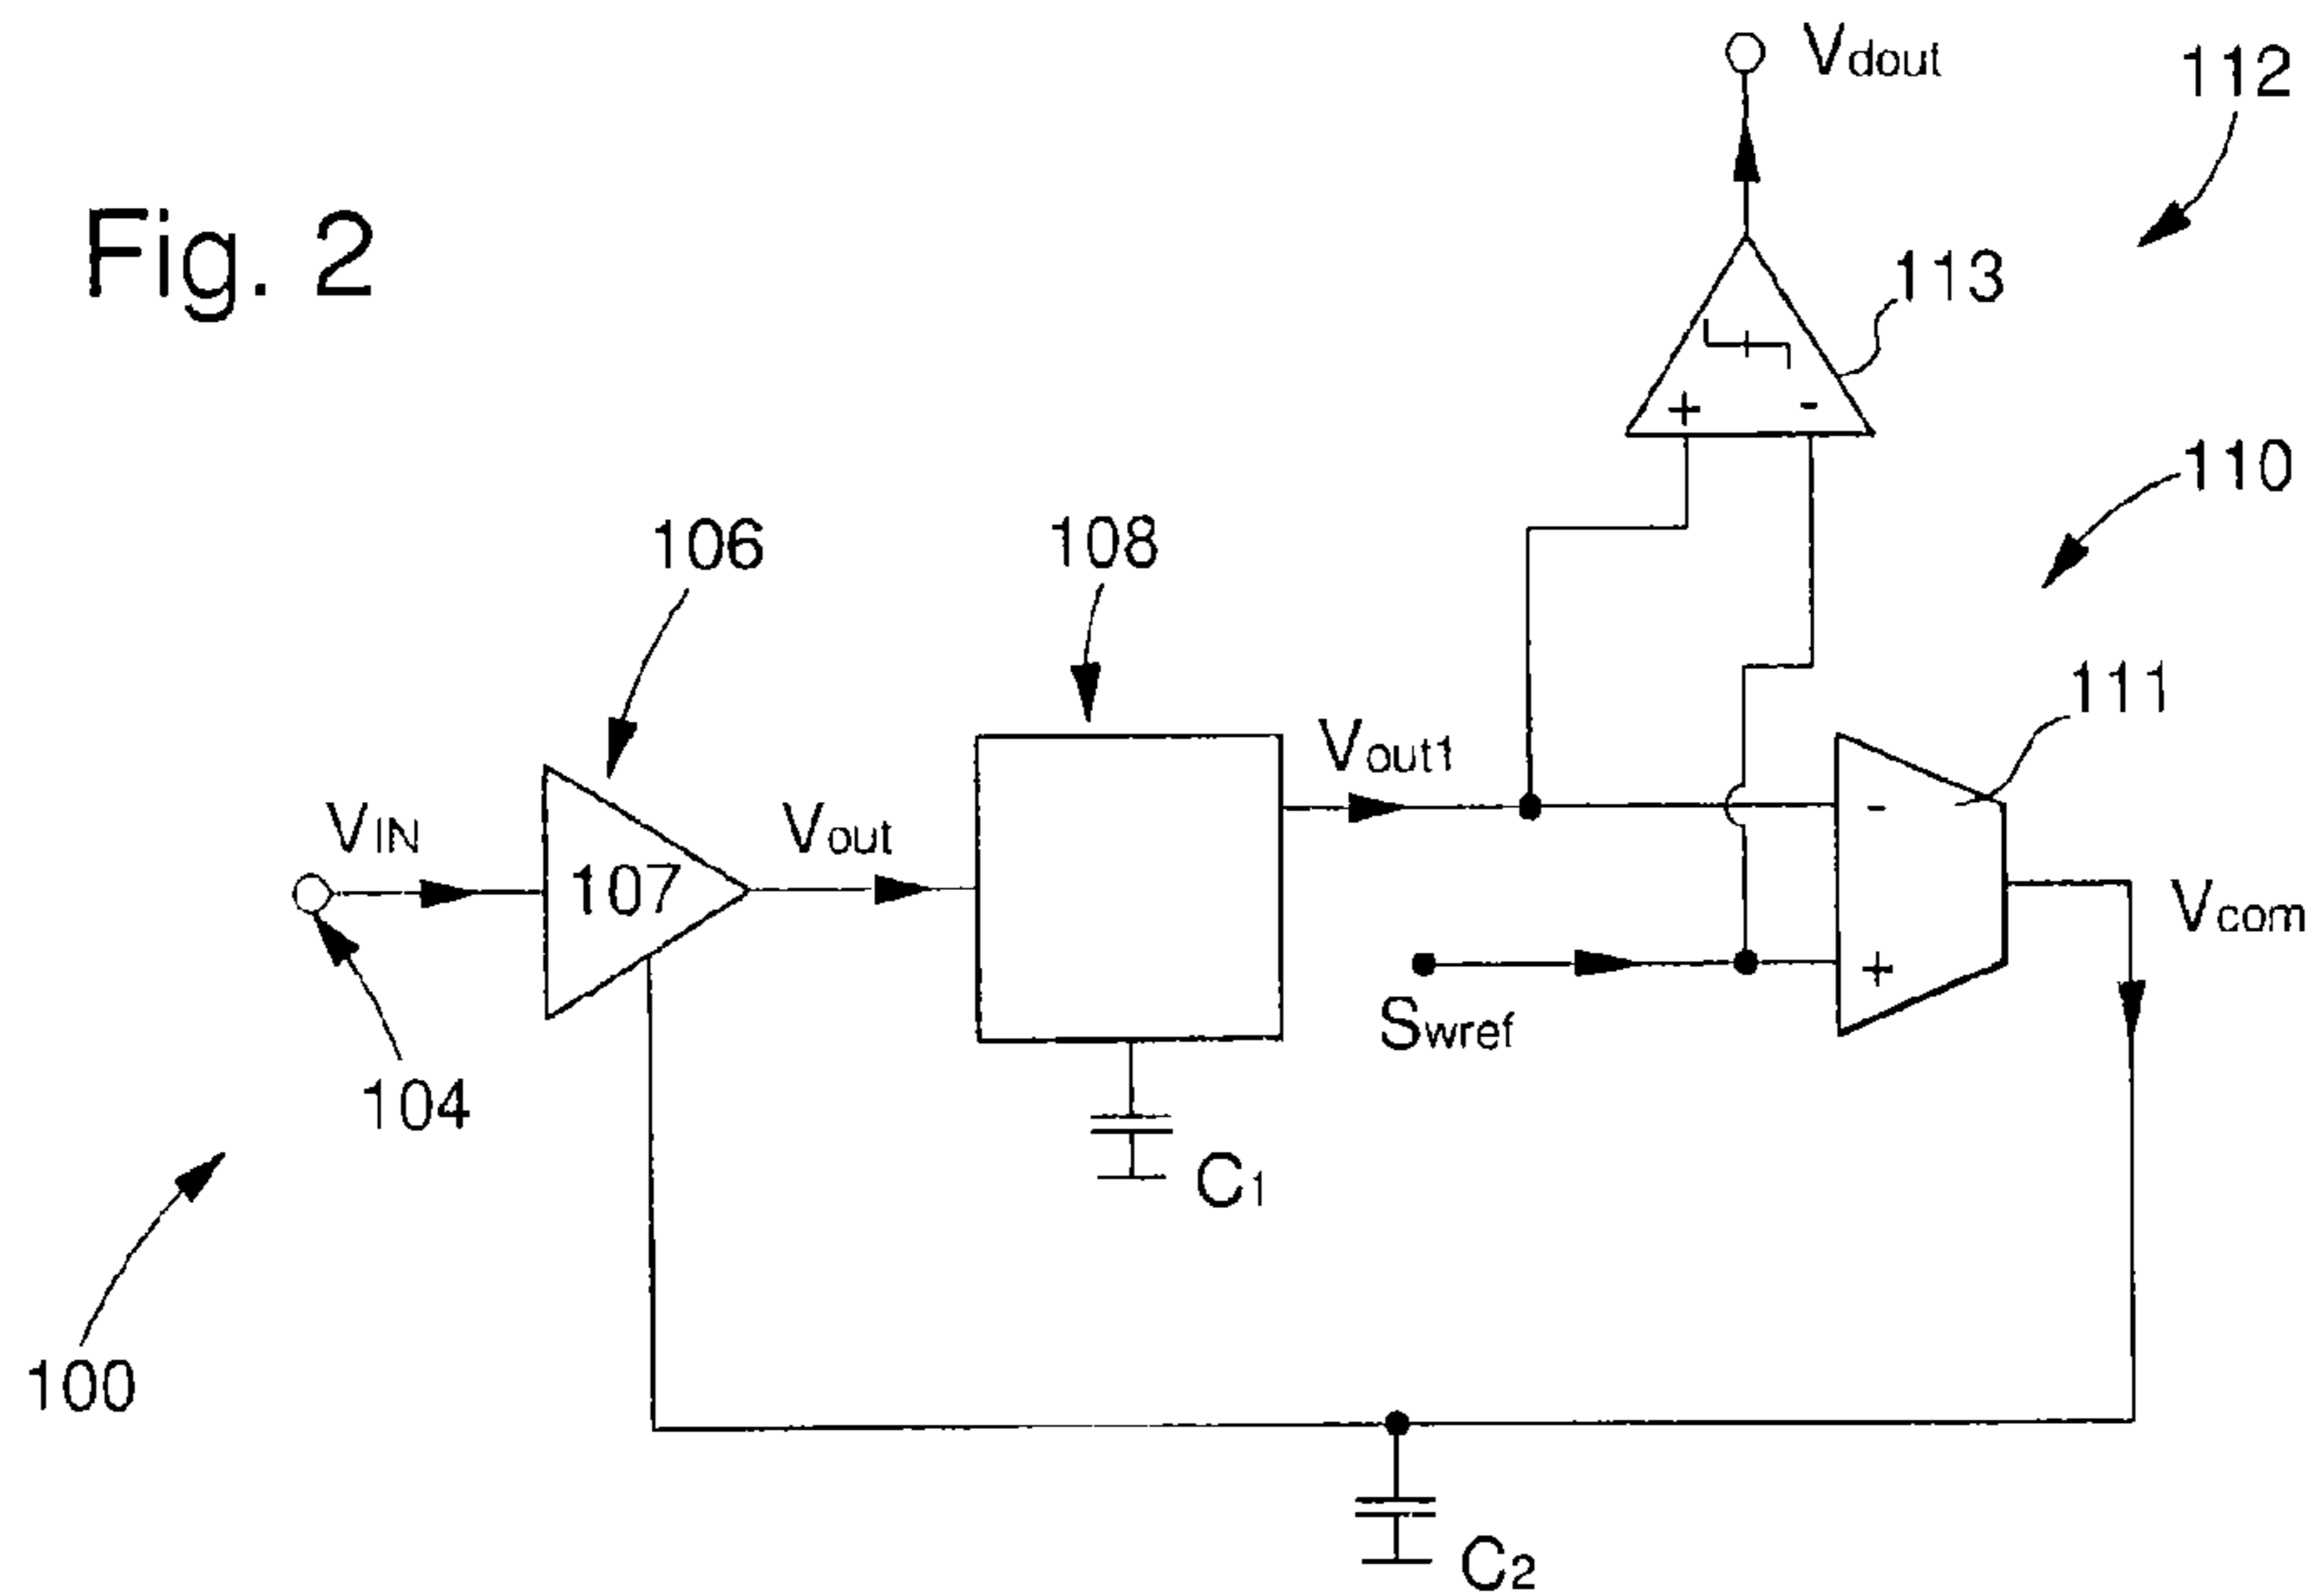 Vdout
112
Fig. 2
113
+ -
110
106
108
111
Vout1
VIN
Vout
107
-
Vcom
+
Swref
104
C1
100
C2